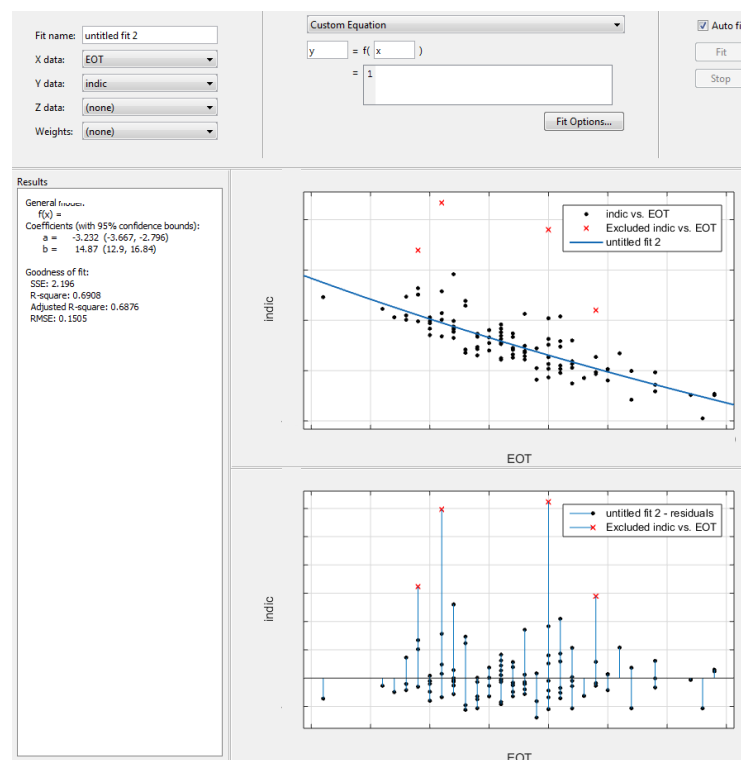 Fit name: untitled fit 2
X data: EOT
Y data: indic
Z data: (none)
Weights: (none)
Custom Equation
y = f( x )
= 1
Fit Options...
Auto fi
Fit
Stop
Results
General
f(x) =
Coefficients (with 95% confidence bounds):
a = -3.232 (-3.667, -2.796)
b = 14.87 (12.9, 16.84)
Goodness of fit:
SSE: 2.196
R-square: 0.6908
Adjusted R-square: 0.6876
RMSE: 0.1505
indic vs. EOT
Excluded indic vs. EOT
untitled fit 2
indic
EOT
untitled fit 2 - residuals
Excluded indic vs. EOT
indic
EOT